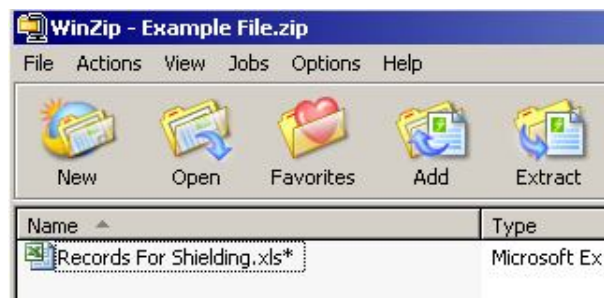 WinZip - Example File.zip
File Actions View Jobs Options Help
New Open Favorites Add Extract
Name Type
Records For Shielding.xls* Microsoft Ex